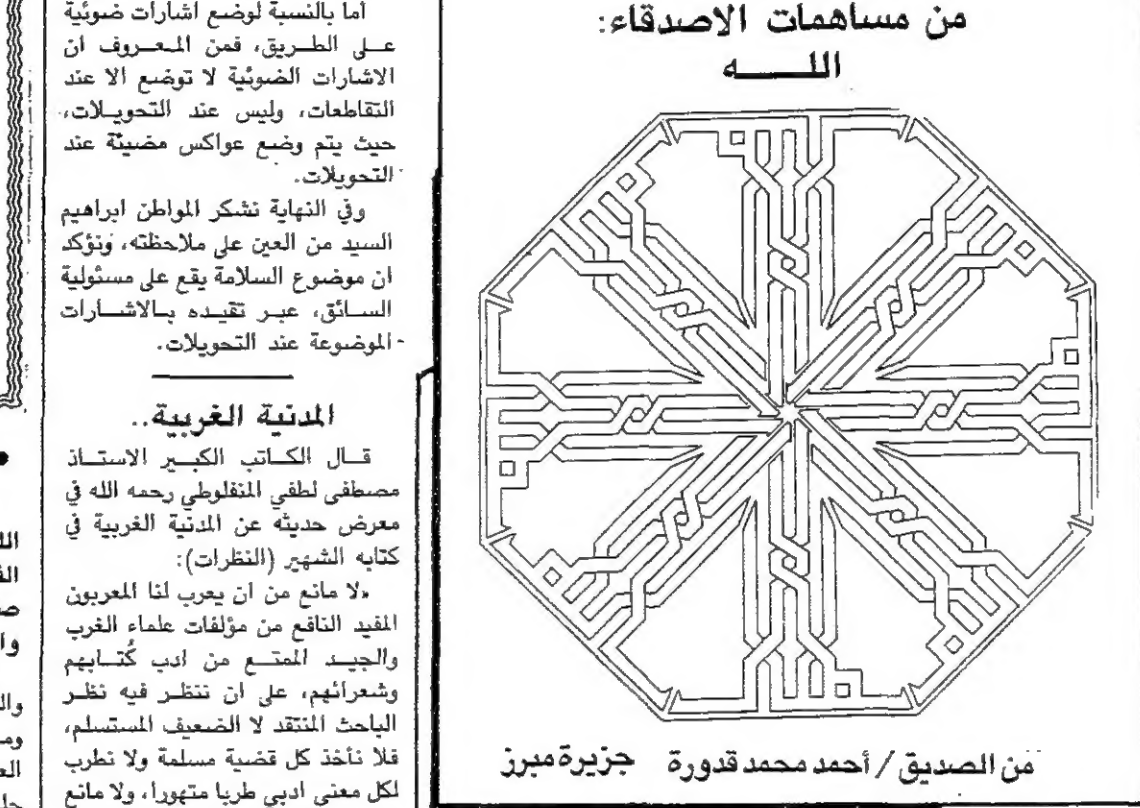 من مساهمات الاصدقاء:
اللـــــه
من الصديق / أحمد محمد قدورة جزيرة مبرز
أما بالنسبة لوضع اشارات ضوئية
على الطريق، فمن المعروف ان
الاشارات الضوئية لا توضع الا عند
التقاطعات، وليس عند التحويلات،
حيث يتم وضع عواكس مضيئة عند
التحويلات.
وفي النهاية نشكر المواطن ابراهيم
السيد من العين على ملاحظته، ونؤكد
ان موضوع السلامة يقع على مسئولية
السائق، عبر تقيده بالاشارات
الموضوعة عند التحويلات.
المدنية الغربية..
قال الكاتب الكبير الاستاذ
مصطفى لطفي المنفلوطي رحمه الله في
معرض حديثه عن المدنية الغربية في
كتابه الشهير (النظرات):
«لا مانع من ان يعرب لنا المعربون
المفيد النافع من مؤلفات علماء الغرب
والجيد الممتع من ادب كُتابهم
وشعرائهم، على ان ننظر فيه نظر
الباحث المنتقد لا الضعيف المستسلم،
فلا نأخذ كل قضية مسلمة ولا نطرب
لكل معنى ادبي طربا متهورا، ولا مانع